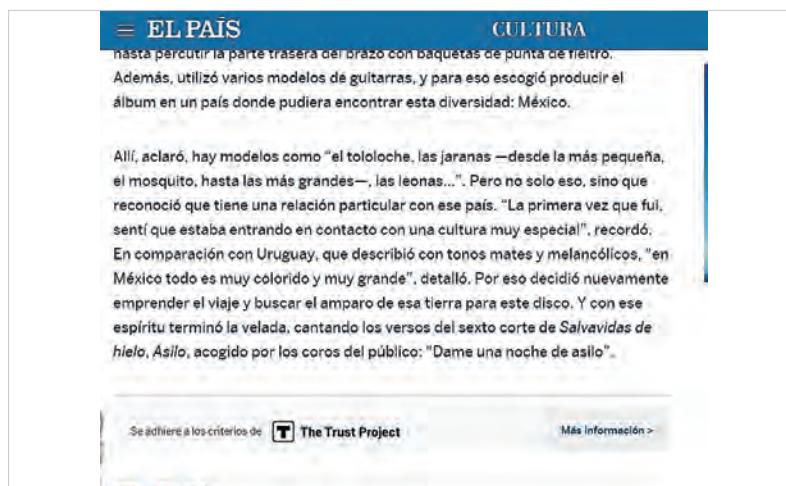 EL PAÍS
CULTURA
hasta percutir la parte trasera del brazo con baquetas de punta de fieltro.
Además, utilizó varios modelos de guitarras, y para eso escogió producir el
álbum en un país donde pudiera encontrar esta diversidad: México.
Allí, aclaró, hay modelos como “el tololoche, las jaranas —desde la más pequeña,
el mosquito, hasta las más grandes—, las leonas...”. Pero no solo eso, sino que
reconoció que tiene una relación particular con ese país. “La primera vez que fui,
sentí que estaba entrando en contacto con una cultura muy especial”, recordó.
En comparación con Uruguay, que describió con tonos mates y melancólicos, “en
México todo es muy colorido y muy grande”, detalló. Por eso decidió nuevamente
emprender el viaje y buscar el amparo de esa tierra para este disco. Y con ese
espíritu terminó la velada, cantando los versos del sexto corte de Salvavidas de
hielo, Asilo, acogido por los coros del público: “Dame una noche de asilo”.
Se adhiere a los criterios de T The Trust Project
Más información >